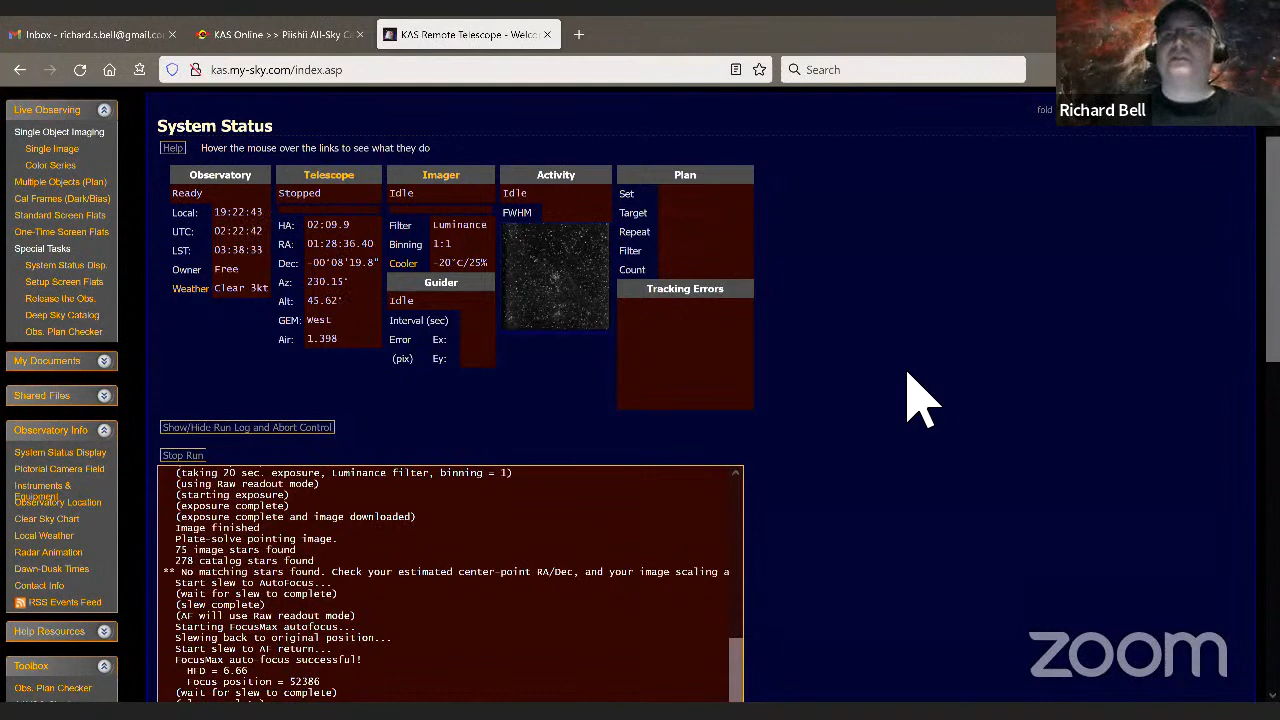 Inbox - richard.s.bell@gmail.co
KAS Online >> Piishii All-Sky C
KAS Remote Telescope - Welcor
kas.my-sky.com/index.asp
Search
Richard Bell
Live Observing
Single Object Imaging
Single Image
Color Series
Multiple Objects (Plan)
Cal Frames (Dark/Bias)
Standard Screen Flats
One-Time Screen Flats
Special Tasks
System Status Disp.
Setup Screen Flats
Release the Obs.
Deep Sky Catalog
Obs. Plan Checker
My Documents
Shared Files
Observatory Info
System Status Display
Pictorial Camera Field
Instruments &
Equipment
Observatory Location
Clear Sky Chart
Local Weather
Radar Animation
Dawn-Dusk Times
Contact Info
RSS Events Feed
Help Resources
Toolbox
Obs. Plan Checker
System Status
fold
Help Hover the mouse over the links to see what they do
Observatory
Ready
Local: 19:22:43
UTC: 02:22:42
LST: 03:38:33
Owner Free
Weather Clear 3kt
Telescope
Stopped
HA: 02:09.9
RA: 01:28:36.40
Dec: -00°08'19.8"
Az: 230.15°
Alt: 45.62°
GEM: West
Air: 1.398
Imager
Idle
Filter Luminance
Binning 1:1
Cooler -20°C/25%
Guider
Idle
Interval (sec)
Error Ex:
(pix) Ey:
Activity
Idle
FWHM
Plan
Set
Target
Repeat
Filter
Count
Tracking Errors
Show/Hide Run Log and Abort Control
Stop Run
(taking 20 sec. exposure, Luminance filter, binning = 1)
(using Raw readout mode)
(starting exposure)
(exposure complete)
(exposure complete and image downloaded)
Image finished
Plate-solve pointing image.
75 image stars found
278 catalog stars found
** No matching stars found. Check your estimated center-point RA/Dec, and your image scaling a
Start slew to AutoFocus...
(wait for slew to complete)
(slew complete)
(AF will use Raw readout mode)
Starting FocusMax autofocus...
Slewing back to original position...
Start slew to AF return...
FocusMax auto focus successful!
HFD = 6.66
Focus position = 52386
(wait for slew to complete)
zoom